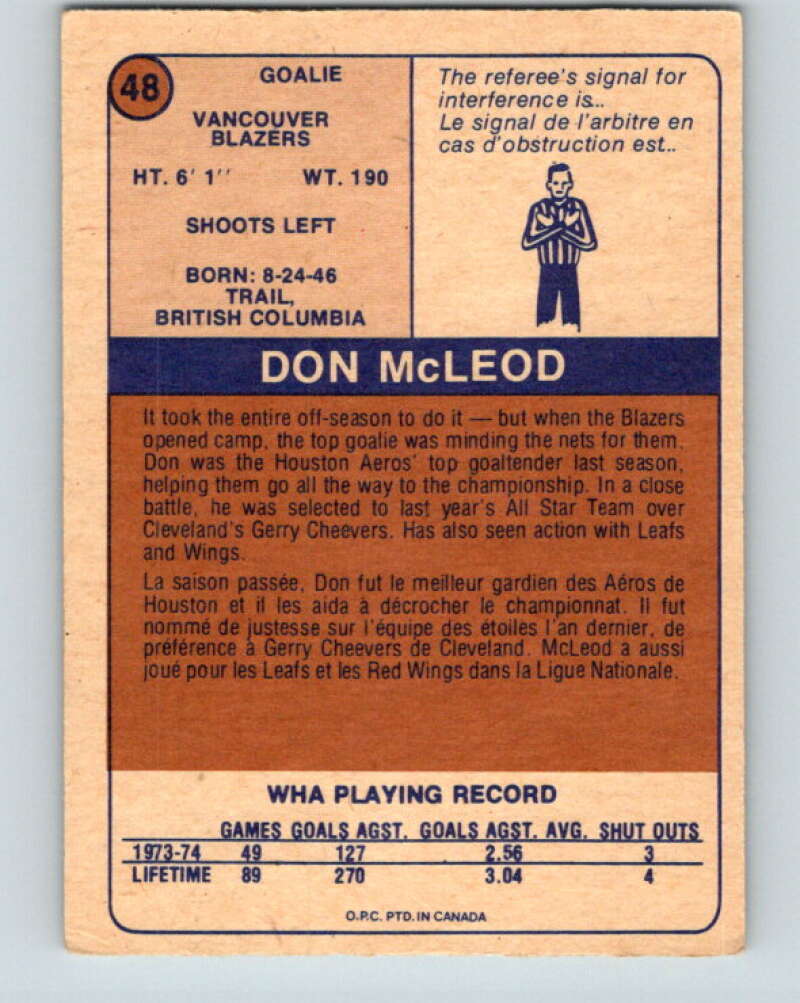 48
GOALIE
VANCOUVER
BLAZERS
HT. 6' 1'' WT. 190
SHOOTS LEFT
BORN: 8-24-46
TRAIL,
BRITISH COLUMBIA
The referee's signal for
interference is...
Le signal de l'arbitre en
cas d'obstruction est..
DON McLEOD
It took the entire off-season to do it — but when the Blazers
opened camp, the top goalie was minding the nets for them.
Don was the Houston Aeros' top goaltender last season,
helping them go all the way to the championship. In a close
battle, he was selected to last year's All Star Team over
Cleveland's Gerry Cheevers. Has also seen action with Leafs
and Wings.
La saison passée, Don fut le meilleur gardien des Aéros de
Houston et il les aida à décrocher le championnat. Il fut
nommé de justesse sur l'équipe des étoiles l'an dernier, de
préférence à Gerry Cheevers de Cleveland. McLeod a aussi
joué pour les Leafs et les Red Wings dans la Ligue Nationale.
WHA PLAYING RECORD
GAMES GOALS AGST. GOALS AGST. AVG. SHUT OUTS
1973-74 49 127 2.56 3
LIFETIME 89 270 3.04 4
O.P.C. PTD. IN CANADA